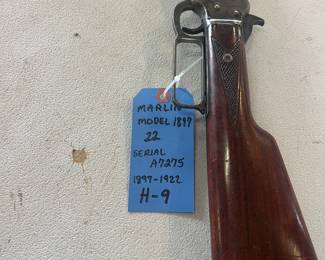 MARLIN
MODEL 1897
22
SERIAL
A7275
1897-1922
H-9